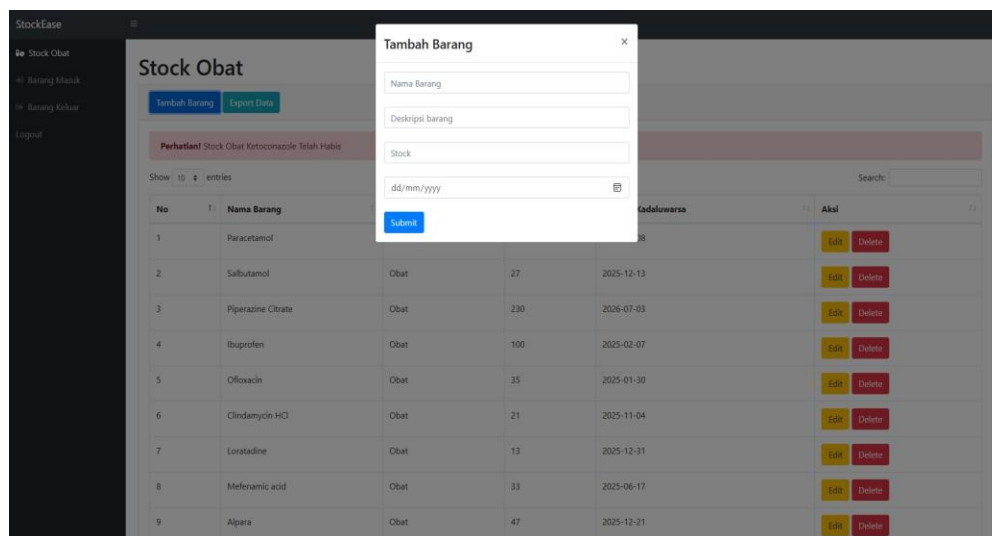 StockEase
Stock Obat
Barang Masuk
Barang Keluar
Logout
Stock Obat
Tambah Barang Export Data
Perhatian! Stock Obat Ketoconazole Telah Habis
Show 10 entries
Search:
Tambah Barang ×
Nama Barang
Deskripsi barang
Stock
dd/mm/yyyy
Submit
No Nama Barang Kadaluwarsa Aksi
1 Paracetamol Edit Delete
2 Salbutamol Obat 27 2025-12-13 Edit Delete
3 Piperazine Citrate Obat 230 2026-07-03 Edit Delete
4 Ibuprofen Obat 100 2025-02-07 Edit Delete
5 Ofloxacin Obat 35 2025-01-30 Edit Delete
6 Clindamycin HCl Obat 21 2025-11-04 Edit Delete
7 Loratadine Obat 13 2025-12-31 Edit Delete
8 Mefenamic acid Obat 33 2025-06-17 Edit Delete
9 Alpara Obat 47 2025-12-21 Edit Delete